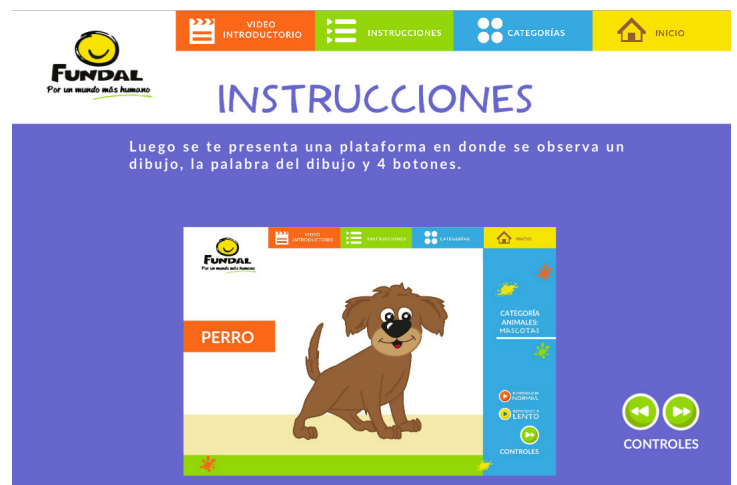 VIDEO
INTRODUCTORIO
INSTRUCCIONES
CATEGORÍAS
INICIO
FUNDAL
Por un mundo más humano
INSTRUCCIONES
Luego se te presenta una plataforma en donde se observa un
dibujo, la palabra del dibujo y 4 botones.
VIDEO
INTRODUCTORIO
INSTRUCCIONES
CATEGORÍAS
INICIO
FUNDAL
Por un mundo más humano
PERRO
CATEGORÍA
ANIMALES:
MASCOTAS
NORMAL
LENTO
CONTROLES
CONTROLES